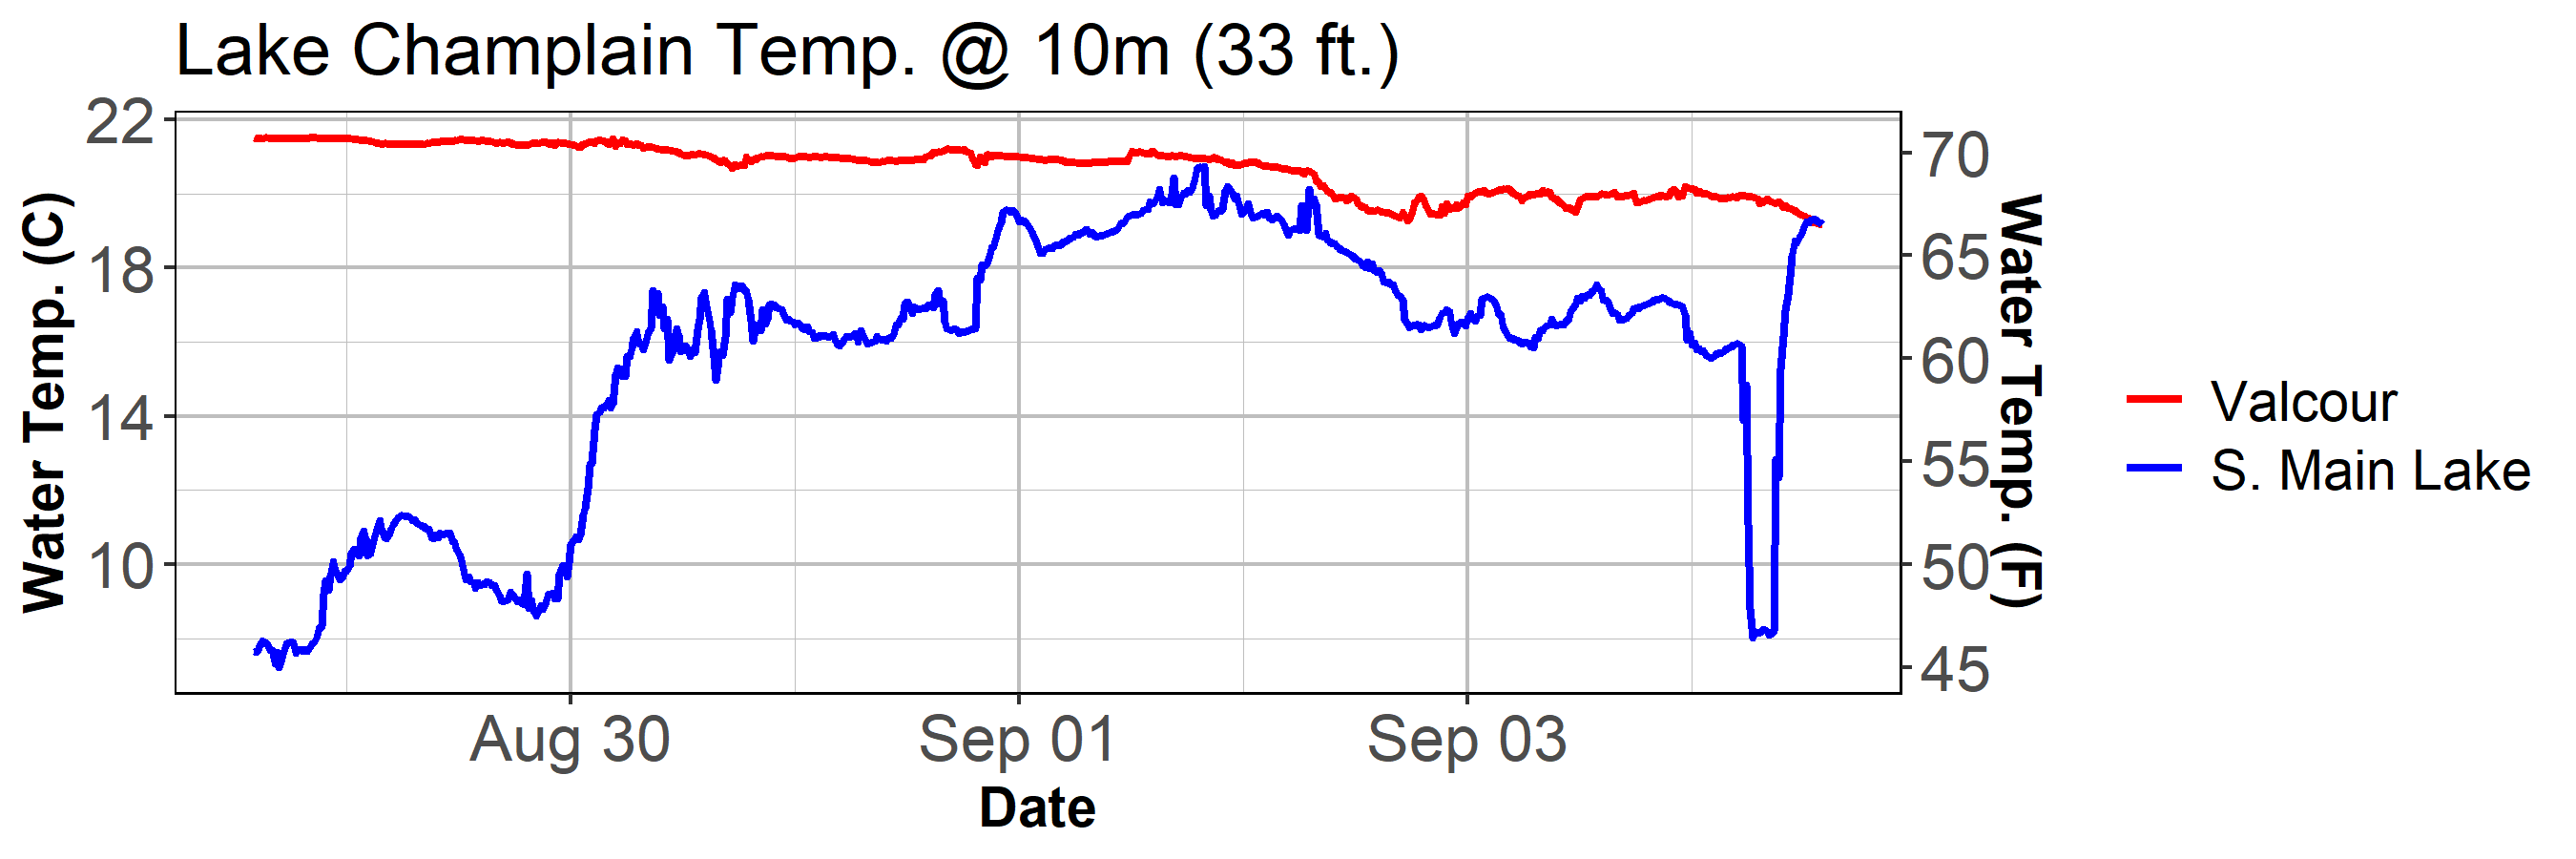 Lake Champlain Temp. @ 10m (33 ft.)
Water Temp. (C)
22
18
14
10
70
65
60
55
50
45
Water Temp. (F)
Aug 30
Sep 01
Sep 03
Date
Valcour
S. Main Lake